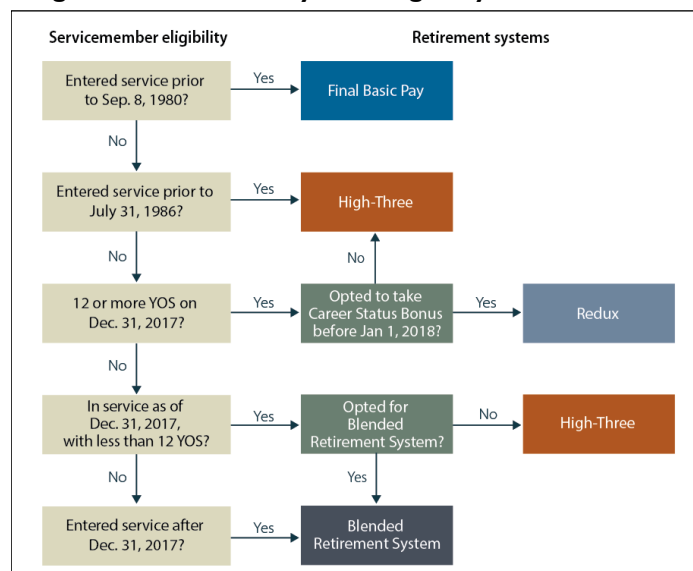 Servicemember eligibility
Retirement systems
Entered service prior
to Sep. 8, 1980?
Yes
Final Basic Pay
No
Entered service prior to
July 31, 1986?
Yes
High-Three
No
No
12 or more YOS on
Dec. 31, 2017?
Yes
Opted to take
Career Status Bonus
before Jan 1, 2018?
Yes
Redux
No
In service as of
Dec. 31, 2017,
with less than 12 YOS?
Yes
Opted for
Blended
Retirement System?
No
High-Three
No
Yes
Entered service after
Dec. 31, 2017?
Yes
Blended
Retirement System